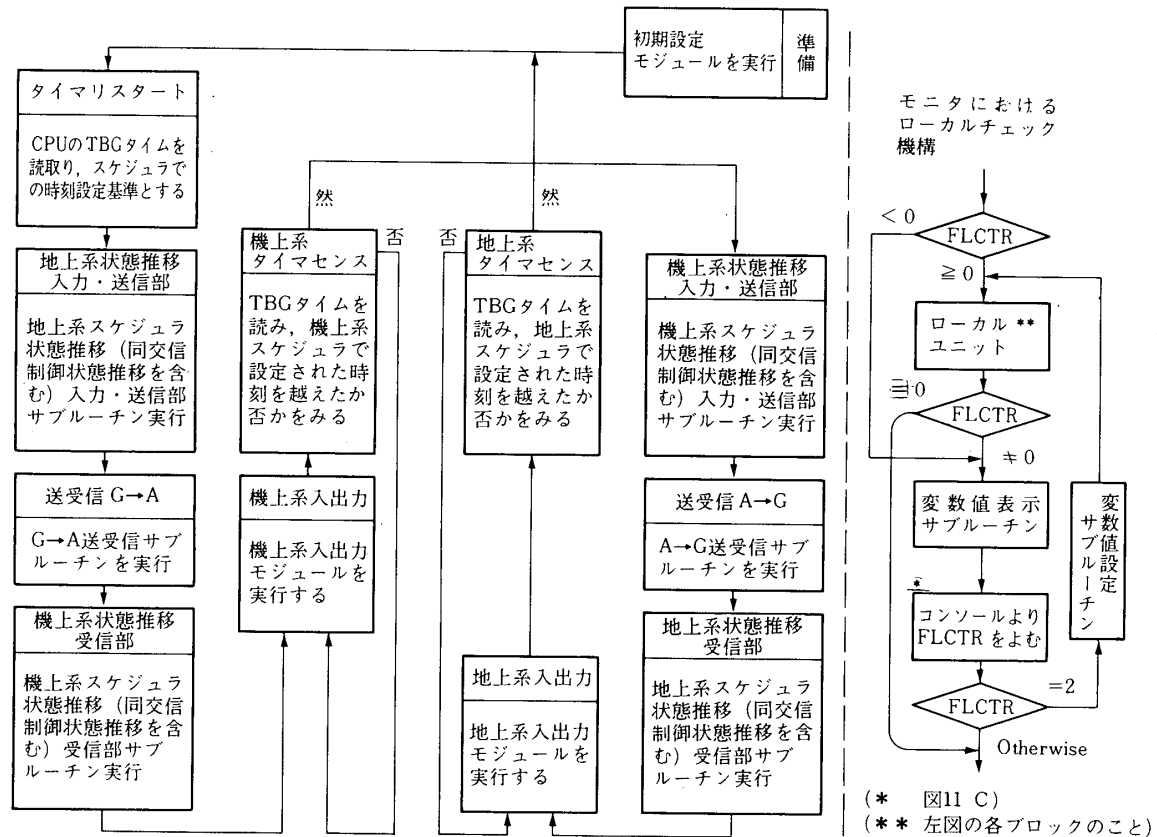 初期設定
モジュールを実行
準備
タイマリスタート
CPUのTBGタイムを
読取り，スケジュラで
の時刻設定基準とする
地上系状態推移
入力・送信部
地上系スケジュラ
状態推移（同交信
制御状態推移を含
む）入力・送信部
サブルーチン実行
送受信 G→A
G→A送受信サブ
ルーチンを実行
機上系状態推移
受信部
機上系スケジュラ
状態推移（同交信
制御状態推移を含
む）受信部サブ
ルーチン実行
然
否
機上系
タイマセンス
TBGタイムを
読み，機上系
スケジュラで
設定された時
刻を越えたか
否かをみる
機上系入出力
機上系入出力
モジュールを
実行する
然
否
地上系
タイマセンス
TBGタイムを
読み，地上系
スケジュラで
設定された時
刻を越えたか
否かをみる
地上系入出力
地上系入出力
モジュールを
実行する
機上系状態推移
入力・送信部
機上系スケジュラ
状態推移（同交信
制御状態推移を含
む）入力・送信部
サブルーチン実行
送受信 A→G
A→G送受信サブ
ルーチンを実行
地上系状態推移
受信部
地上系スケジュラ
状態推移（同交信
制御状態推移を含
む）受信部サブ
ルーチン実行
モニタにおける
ローカルチェック
機構
<0
FLCTR
≧0
ローカル **
ユニット
0
FLCTR
≠0
変数値表示
サブルーチン
*
コンソールより
FLCTRをよむ
変数値設定
サブルーチン
FLCTR
=2
Otherwise
(*　図11 C)
(** 左図の各ブロックのこと)